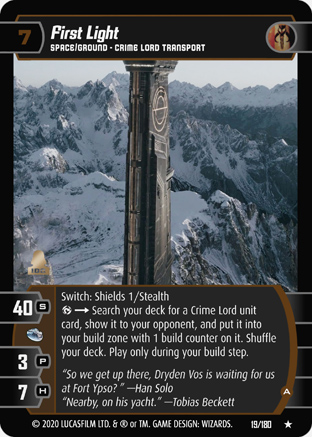 7
First Light
SPACE/GROUND - CRIME LORD TRANSPORT
40 S
3 P
7 H
Switch: Shields 1/Stealth
Search your deck for a Crime Lord unit
card, show it to your opponent, and put it into
your build zone with 1 build counter on it. Shuffle
your deck. Play only during your build step.
"So we get up there, Dryden Vos is waiting for us
at Fort Ypso?" —Han Solo
"Nearby, on his yacht." —Tobias Beckett
A
© 2020 LUCASFILM LTD. & ® OR TM. GAME DESIGN: WIZARDS. 19/180